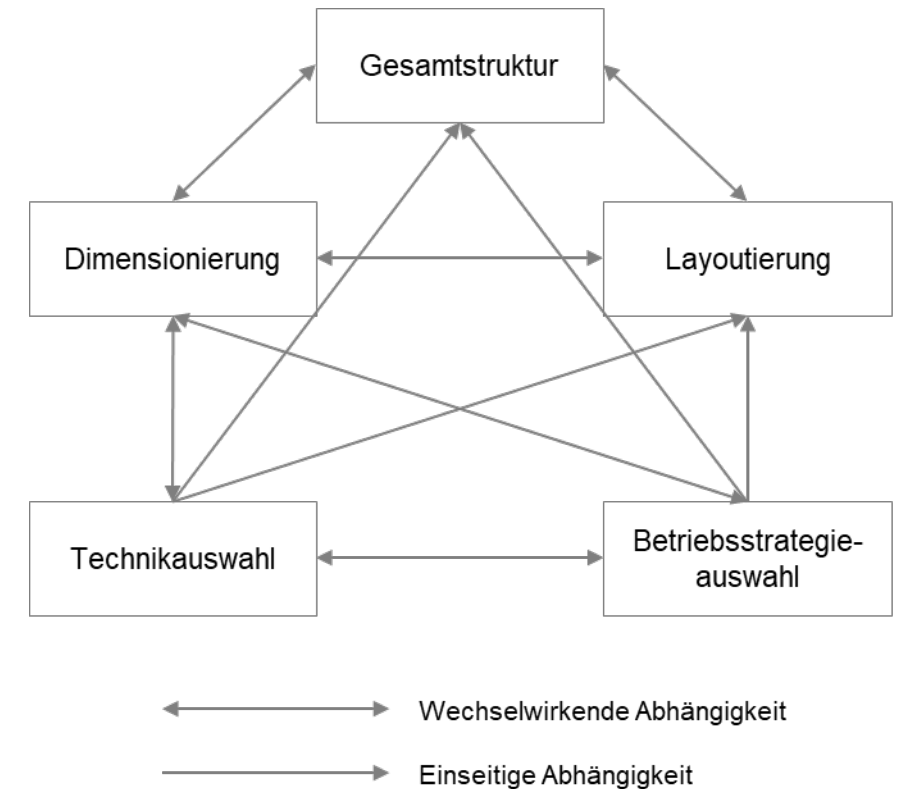 Gesamtstruktur
Dimensionierung
Layoutierung
Technikauswahl
Betriebsstrategie-
auswahl
Wechselwirkende Abhängigkeit
Einseitige Abhängigkeit